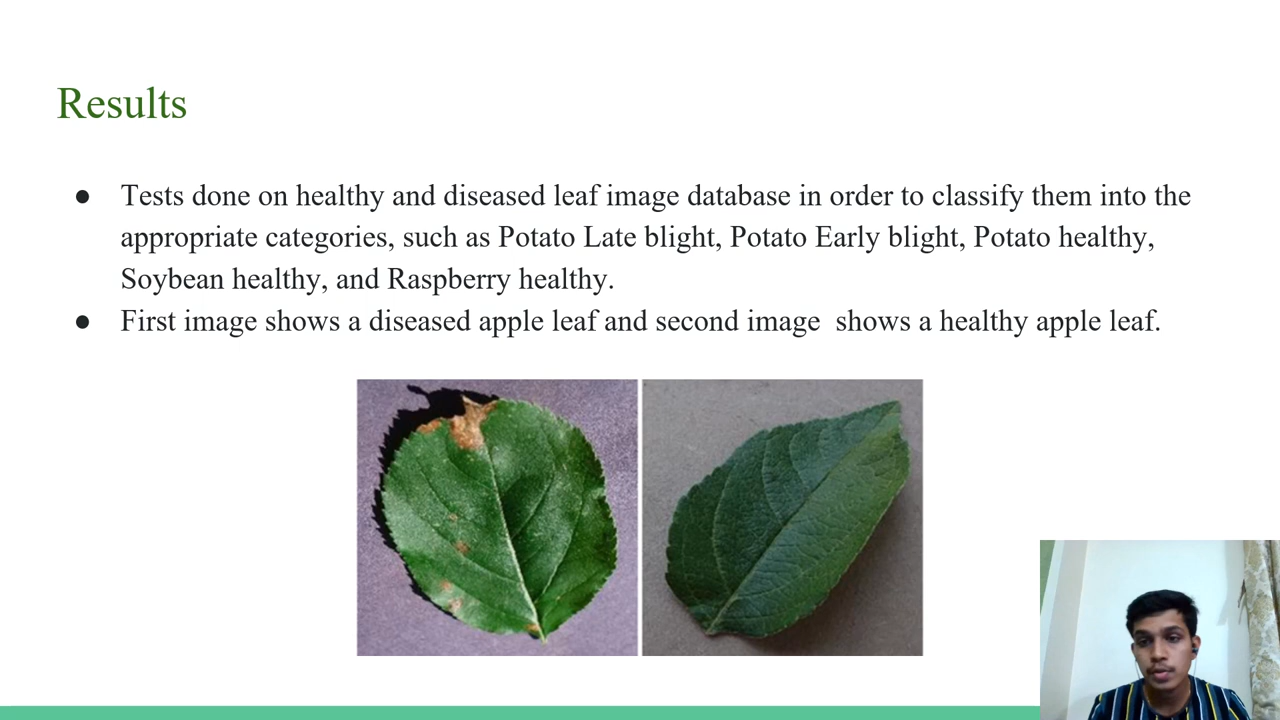 Results
● Tests done on healthy and diseased leaf image database in order to classify them into the
appropriate categories, such as Potato Late blight, Potato Early blight, Potato healthy,
Soybean healthy, and Raspberry healthy.
● First image shows a diseased apple leaf and second image  shows a healthy apple leaf.